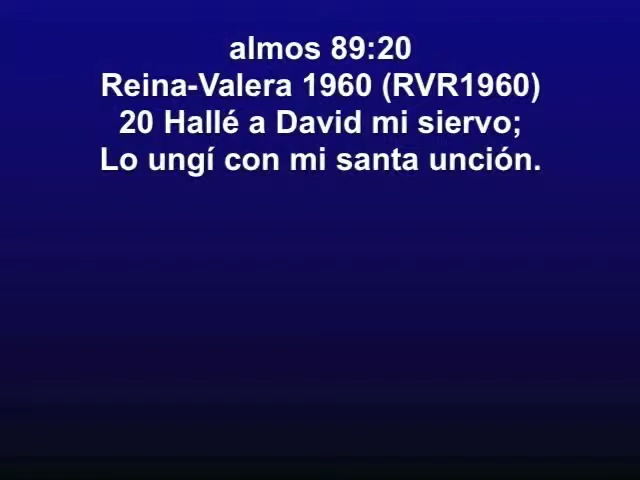 almos 89:20
Reina-Valera 1960 (RVR1960)
20 Hallé a David mi siervo;
Lo ungí con mi santa unción.